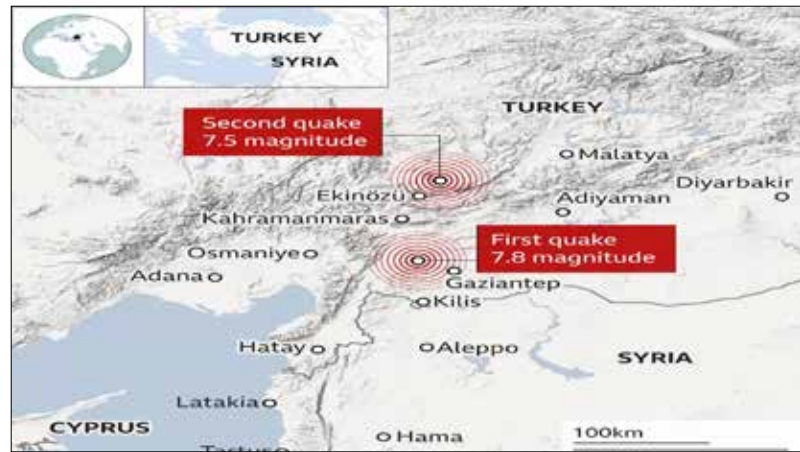 TURKEY
SYRIA
TURKEY
Second quake
7.5 magnitude
Malatya
Ekinözü
Diyarbakir
Adiyaman
Kahramanmaras
First quake
7.8 magnitude
Osmaniye
Adana
Gaziantep
Kilis
Hatay
Aleppo
SYRIA
Latakia
CYPRUS
100km
Hama
Tartus